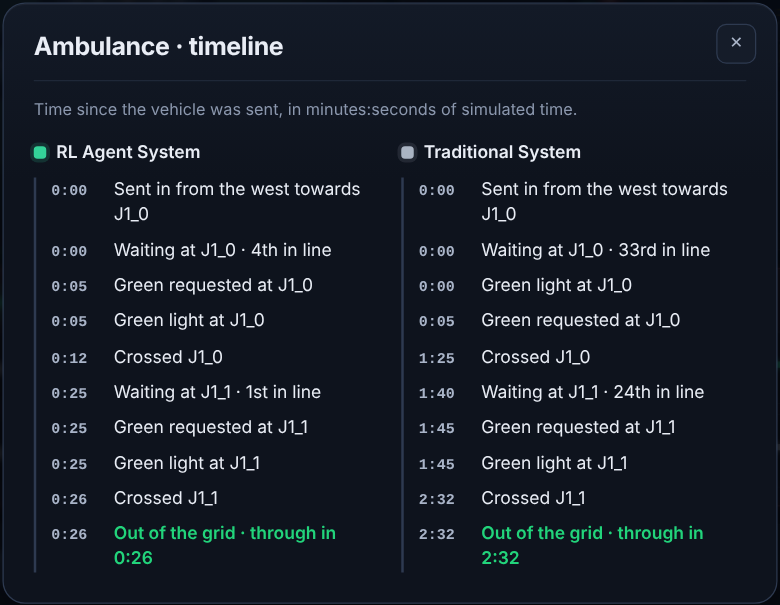 Ambulance · timeline
×
Time since the vehicle was sent, in minutes:seconds of simulated time.
RL Agent System
0:00 Sent in from the west towards
J1_0
0:00 Waiting at J1_0 · 4th in line
0:05 Green requested at J1_0
0:05 Green light at J1_0
0:12 Crossed J1_0
0:25 Waiting at J1_1 · 1st in line
0:25 Green requested at J1_1
0:25 Green light at J1_1
0:26 Crossed J1_1
0:26 Out of the grid · through in
0:26
Traditional System
0:00 Sent in from the west towards
J1_0
0:00 Waiting at J1_0 · 33rd in line
0:00 Green light at J1_0
0:05 Green requested at J1_0
1:25 Crossed J1_0
1:40 Waiting at J1_1 · 24th in line
1:45 Green requested at J1_1
1:45 Green light at J1_1
2:32 Crossed J1_1
2:32 Out of the grid · through in
2:32